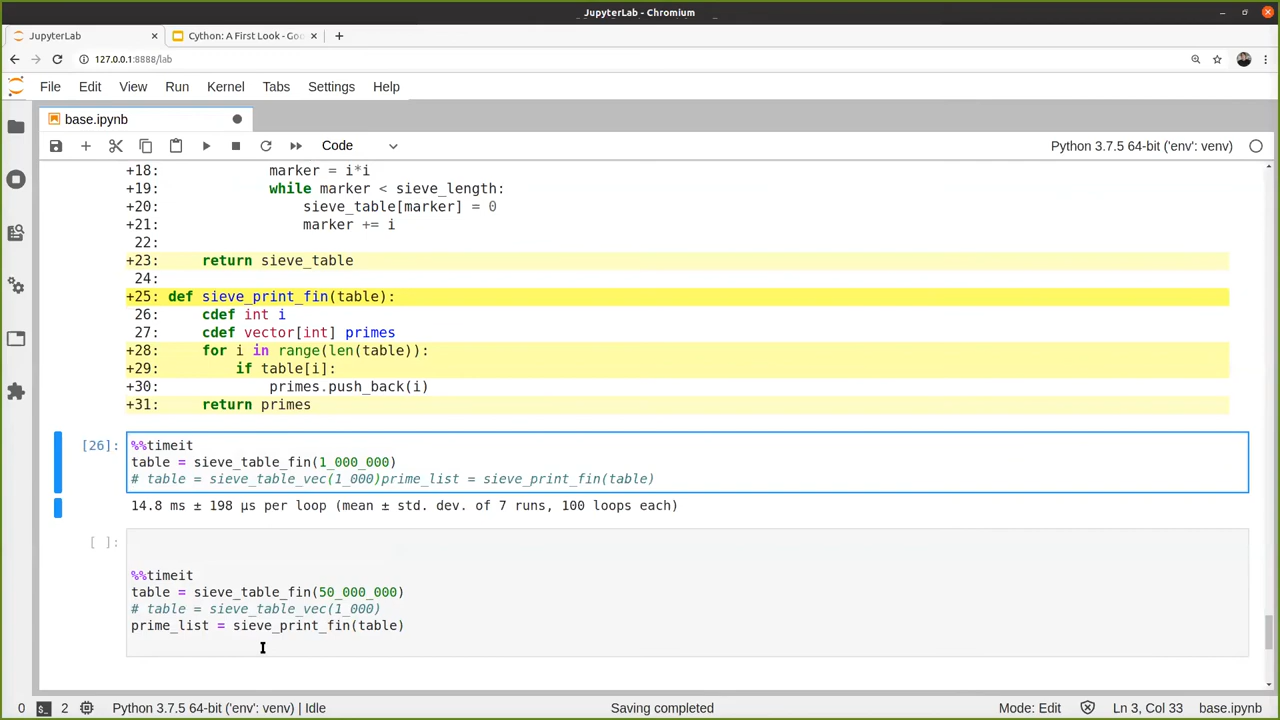 JupyterLab - Chromium
JupyterLab
Cython: A First Look - Goo
127.0.0.1:8888/lab
File Edit View Run Kernel Tabs Settings Help
base.ipynb
Code
Python 3.7.5 64-bit ('env': venv)
+18: marker = i*i
+19: while marker < sieve_length:
+20: sieve_table[marker] = 0
+21: marker += i
22:
+23: return sieve_table
24:
+25: def sieve_print_fin(table):
26: cdef int i
27: cdef vector[int] primes
+28: for i in range(len(table)):
+29: if table[i]:
+30: primes.push_back(i)
+31: return primes
[26]: %%timeit
table = sieve_table_fin(1_000_000)
# table = sieve_table_vec(1_000)prime_list = sieve_print_fin(table)
14.8 ms ± 198 µs per loop (mean ± std. dev. of 7 runs, 100 loops each)
[ ]:
%%timeit
table = sieve_table_fin(50_000_000)
# table = sieve_table_vec(1_000)
prime_list = sieve_print_fin(table)
0 $_ 2 Python 3.7.5 64-bit ('env': venv) | Idle Saving completed Mode: Edit Ln 3, Col 33 base.ipynb